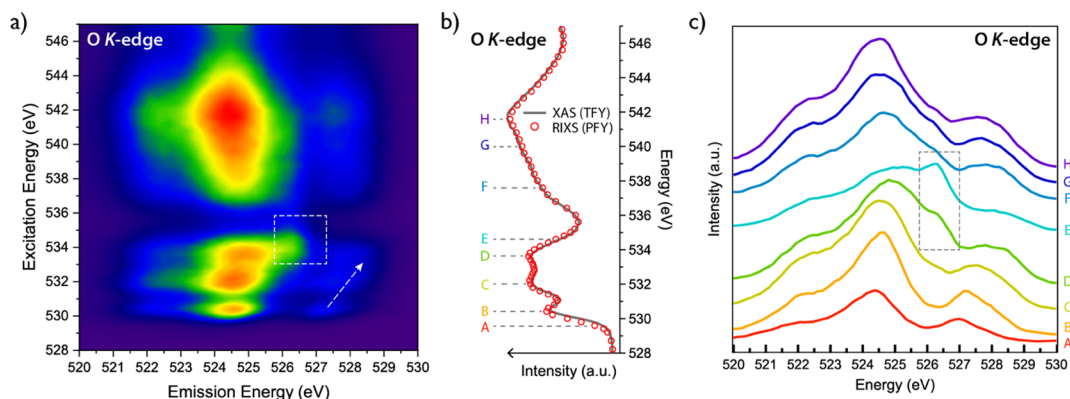 a)
O K-edge
546
544
542
540
538
536
534
532
530
528
Excitation Energy (eV)
520 521 522 523 524 525 526 527 528 529 530
Emission Energy (eV)
b)
O K-edge
XAS (TFY)
RIXS (PFY)
H
G
F
E
D
C
B
A
546
544
542
540
538
536
534
532
530
528
Energy (eV)
Intensity (a.u.)
c)
O K-edge
Intensity (a.u.)
H
G
F
E
D
C
B
A
520 521 522 523 524 525 526 527 528 529 530
Energy (eV)